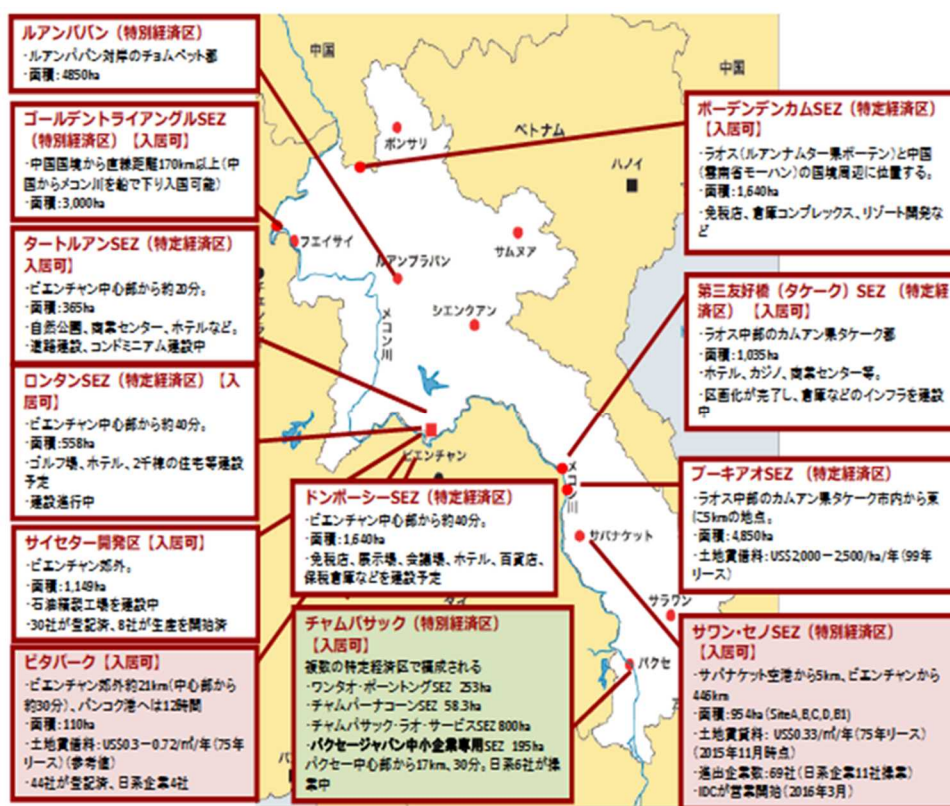 ルアンパバン（特別経済区）
・ルアンパバン対岸のチョムペット郡
・面積：4850ha
ゴールデントライアングルSEZ
（特別経済区）【入居可】
・中国国境から直線距離170km以上（中
国からメコン川を船で下り入国可能）
・面積：3,000ha
タートルアンSEZ（特定経済区）
入居可】
・ビエンチャン中心部から約20分。
・面積：365ha
・自然公園、商業センター、ホテルなど。
・道路建設、コンドミニアム建設中
ロンタンSEZ（特定経済区）【入
居可】
・ビエンチャン中心部から約40分。
・面積：558ha
・ゴルフ場、ホテル、2千棟の住宅等建設
予定
・建設進行中
サイセター開発区【入居可】
・ビエンチャン郊外。
・面積：1,149ha
・石油精製工場を建設中
・30社が登記済、8社が生産を開始済
ビタパーク【入居可】
・ビエンチャン郊外約21km（中心部から
約30分）、バンコク港へは12時間
・面積：110ha
・土地賃借料：US$0.3－0.72/㎡/年（75年
リース）（参考値）
・44社が登記済、日系企業4社
中国
中国
ベトナム
ハノイ
ポンサリ
フエイサイ
ルアンプラバン
サムヌア
シエンクアン
メコン川
ビエンチャン
メコン川
サバナケット
サラワン
パクセ
タイ
ドンポーシーSEZ（特定経済区）
・ビエンチャン中心部から約40分。
・面積：1,640ha
・免税店、展示場、会議場、ホテル、百貨店、
保税倉庫などを建設予定
チャムパサック（特別経済区）
【入居可】
複数の特定経済区で構成される
・ワンタオ・ポーントングSEZ 253ha
・チャムパーナコーンSEZ 58.3ha
・チャムパサック・ラオ・サービスSEZ 800ha
・パクセージャパン中小企業専用SEZ 195ha
パクセー中心部から17km、30分。日系6社が操
業中
ボーデンデンカムSEZ（特定経済区）
【入居可】
・ラオス（ルアンナムター県ボーテン）と中国
（雲南省モーハン）の国境周辺に位置する。
・面積：1,640ha
・免税店、倉庫コンプレックス、リゾート開発な
ど
第三友好橋（タケーク）SEZ（特定経
済区）【入居可】
・ラオス中部のカムアン県タケーク郡
・面積：1,035ha
・ホテル、カジノ、商業センター等。
・区画化が完了し、倉庫などのインフラを建設
中
プーキアオSEZ（特定経済区）
・ラオス中部のカムアン県タケーク市内から東
に5kmの地点。
・面積：4,850ha
・土地賃借料：US$2,000－2,500/ha/年（99年
リース）
サワン・セノSEZ（特別経済区）
【入居可】
・サバナケット空港から5km、ビエンチャンから
446km
・面積：954ha（SiteA,B,C,D,B1）
・土地賃貸料：US$0.33/㎡/年（75年リース）
（2015年11月時点）
・進出企業数：69社（日系企業11社操業）
・IDCが営業開始（2016年3月）